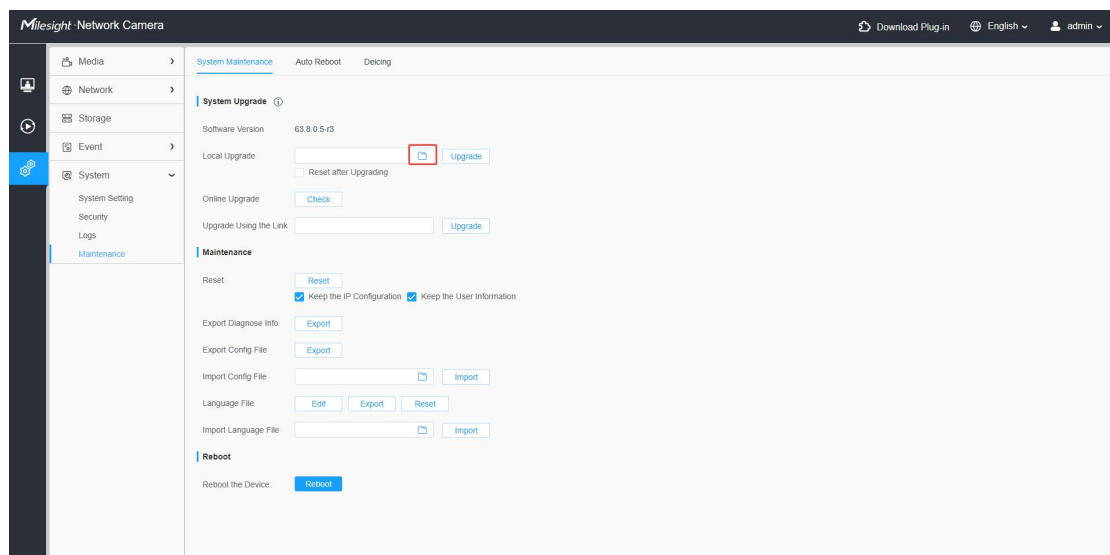 Milesight · Network Camera
Download Plug-in English admin
Media
Network
Storage
Event
System
System Setting
Security
Logs
Maintenance
System Maintenance Auto Reboot Deicing
System Upgrade
Software Version 63.8.0.5-r3
Local Upgrade Upgrade
Reset after Upgrading
Online Upgrade Check
Upgrade Using the Link Upgrade
Maintenance
Reset Reset
Keep the IP Configuration Keep the User Information
Export Diagnose Info Export
Export Config File Export
Import Config File Import
Language File Edit Export Reset
Import Language File Import
Reboot
Reboot the Device Reboot